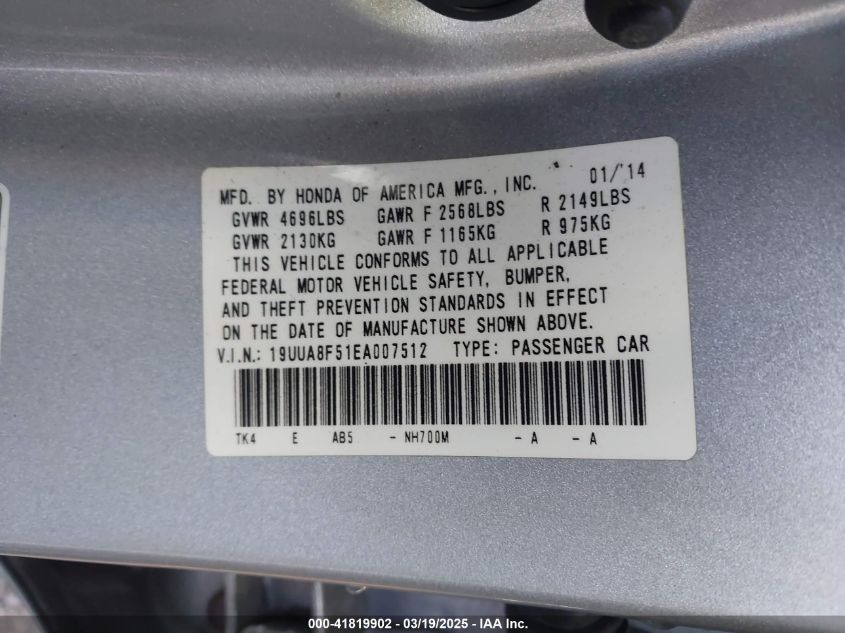 MFD. BY HONDA OF AMERICA MFG., INC. 01/'14
GVWR 4696LBS GAWR F 2568LBS R 2149LBS
GVWR 2130KG GAWR F 1165KG R 975KG
THIS VEHICLE CONFORMS TO ALL APPLICABLE
FEDERAL MOTOR VEHICLE SAFETY, BUMPER,
AND THEFT PREVENTION STANDARDS IN EFFECT
ON THE DATE OF MANUFACTURE SHOWN ABOVE.
V.I.N.: 19UUA8F51EA007512 TYPE: PASSENGER CAR
TK4 E AB5 - NH700M - A - A
000-41819902 - 03/19/2025 - IAA Inc.